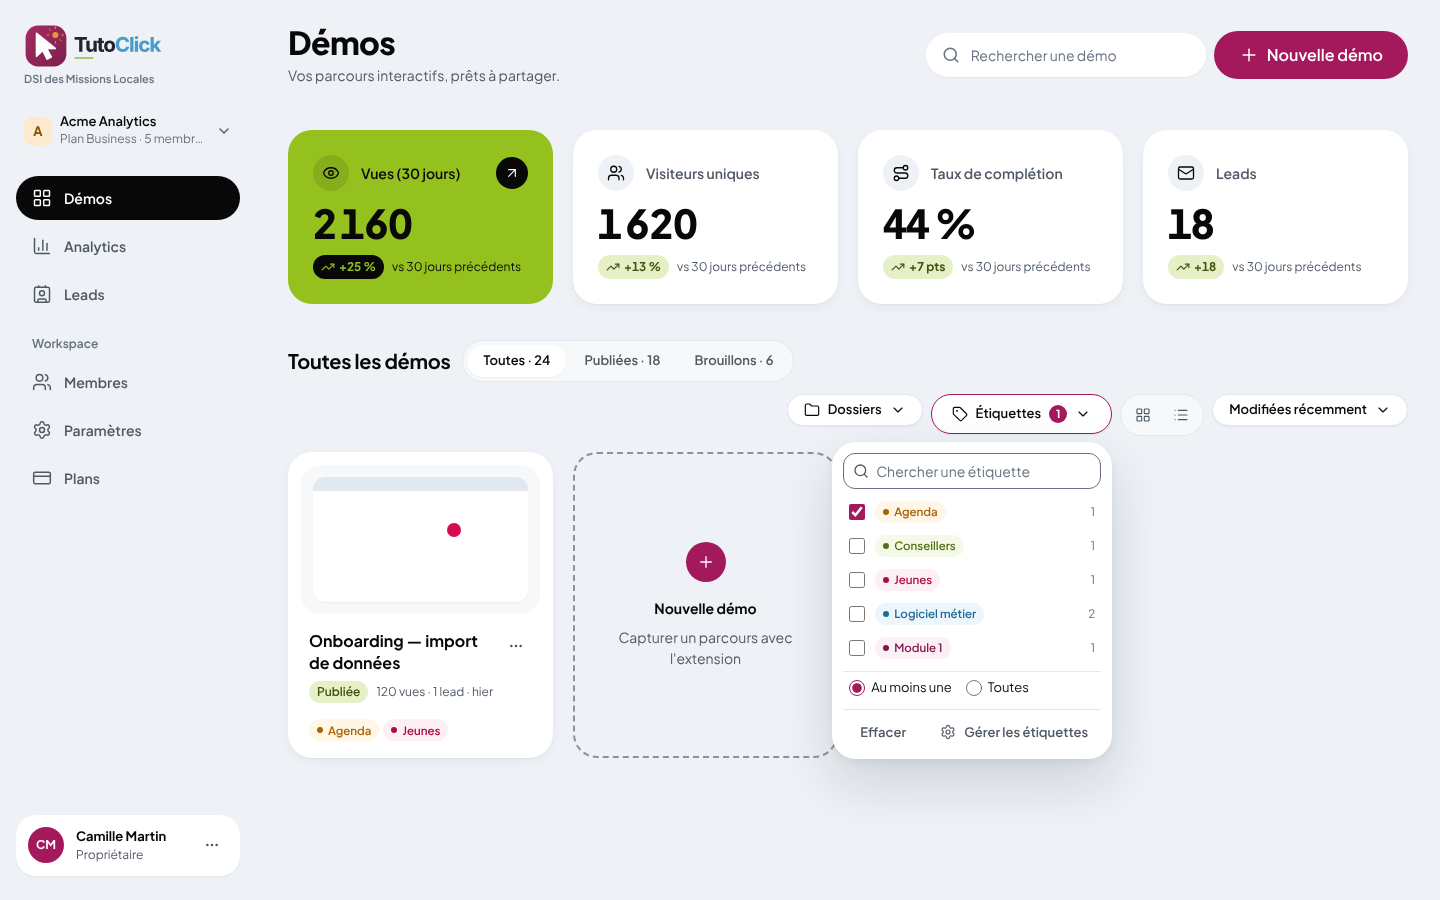 TutoClick
DSI des Missions Locales
A
Acme Analytics
Plan Business · 5 membr...
Démos
Analytics
Leads
Workspace
Membres
Paramètres
Plans
CM
Camille Martin
Propriétaire
Démos
Vos parcours interactifs, prêts à partager.
Rechercher une démo
Nouvelle démo
Vues (30 jours)
2 160
+25 % vs 30 jours précédents
Visiteurs uniques
1 620
+13 % vs 30 jours précédents
Taux de complétion
44 %
+7 pts vs 30 jours précédents
Leads
18
+18 vs 30 jours précédents
Toutes les démos
Toutes · 24
Publiées · 18
Brouillons · 6
Dossiers
Étiquettes 1
Modifiées récemment
Onboarding — import
de données
Publiée 120 vues · 1 lead · hier
Agenda
Jeunes
Nouvelle démo
Capturer un parcours avec
l'extension
Chercher une étiquette
Agenda 1
Conseillers 1
Jeunes 1
Logiciel métier 2
Module 1 1
Au moins une
Toutes
Effacer
Gérer les étiquettes